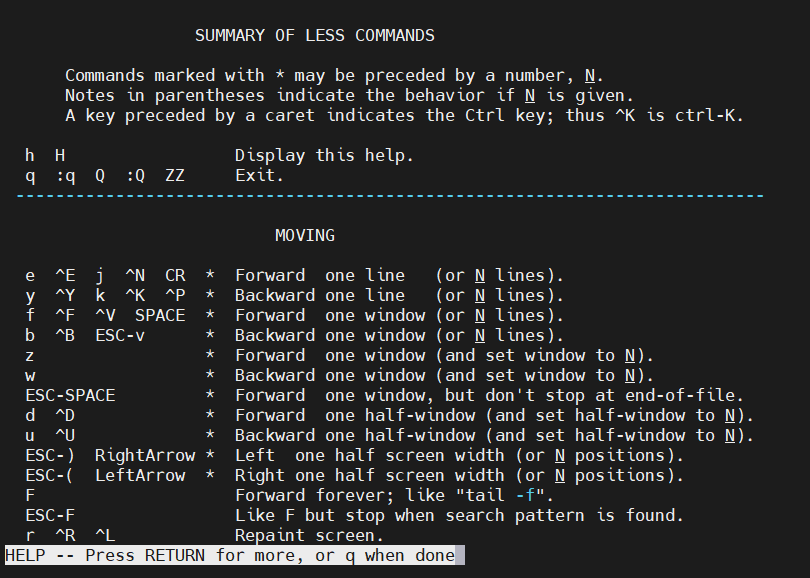 SUMMARY OF LESS COMMANDS
Commands marked with * may be preceded by a number, N.
Notes in parentheses indicate the behavior if N is given.
A key preceded by a caret indicates the Ctrl key; thus ^K is ctrl-K.
h  H                 Display this help.
q  :q  Q  :Q  ZZ     Exit.
---------------------------------------------------------------------------
MOVING
e  ^E  j  ^N  CR  *  Forward  one line   (or N lines).
y  ^Y  k  ^K  ^P  *  Backward one line   (or N lines).
f  ^F  ^V  SPACE  *  Forward  one window (or N lines).
b  ^B  ESC-v      *  Backward one window (or N lines).
z                 *  Forward  one window (and set window to N).
w                 *  Backward one window (and set window to N).
ESC-SPACE         *  Forward  one window, but don't stop at end-of-file.
d  ^D             *  Forward  one half-window (and set half-window to N).
u  ^U             *  Backward one half-window (and set half-window to N).
ESC-)  RightArrow *  Left  one half screen width (or N positions).
ESC-(  LeftArrow  *  Right one half screen width (or N positions).
F                    Forward forever; like "tail -f".
ESC-F                Like F but stop when search pattern is found.
r  ^R  ^L            Repaint screen.
HELP -- Press RETURN for more, or q when done